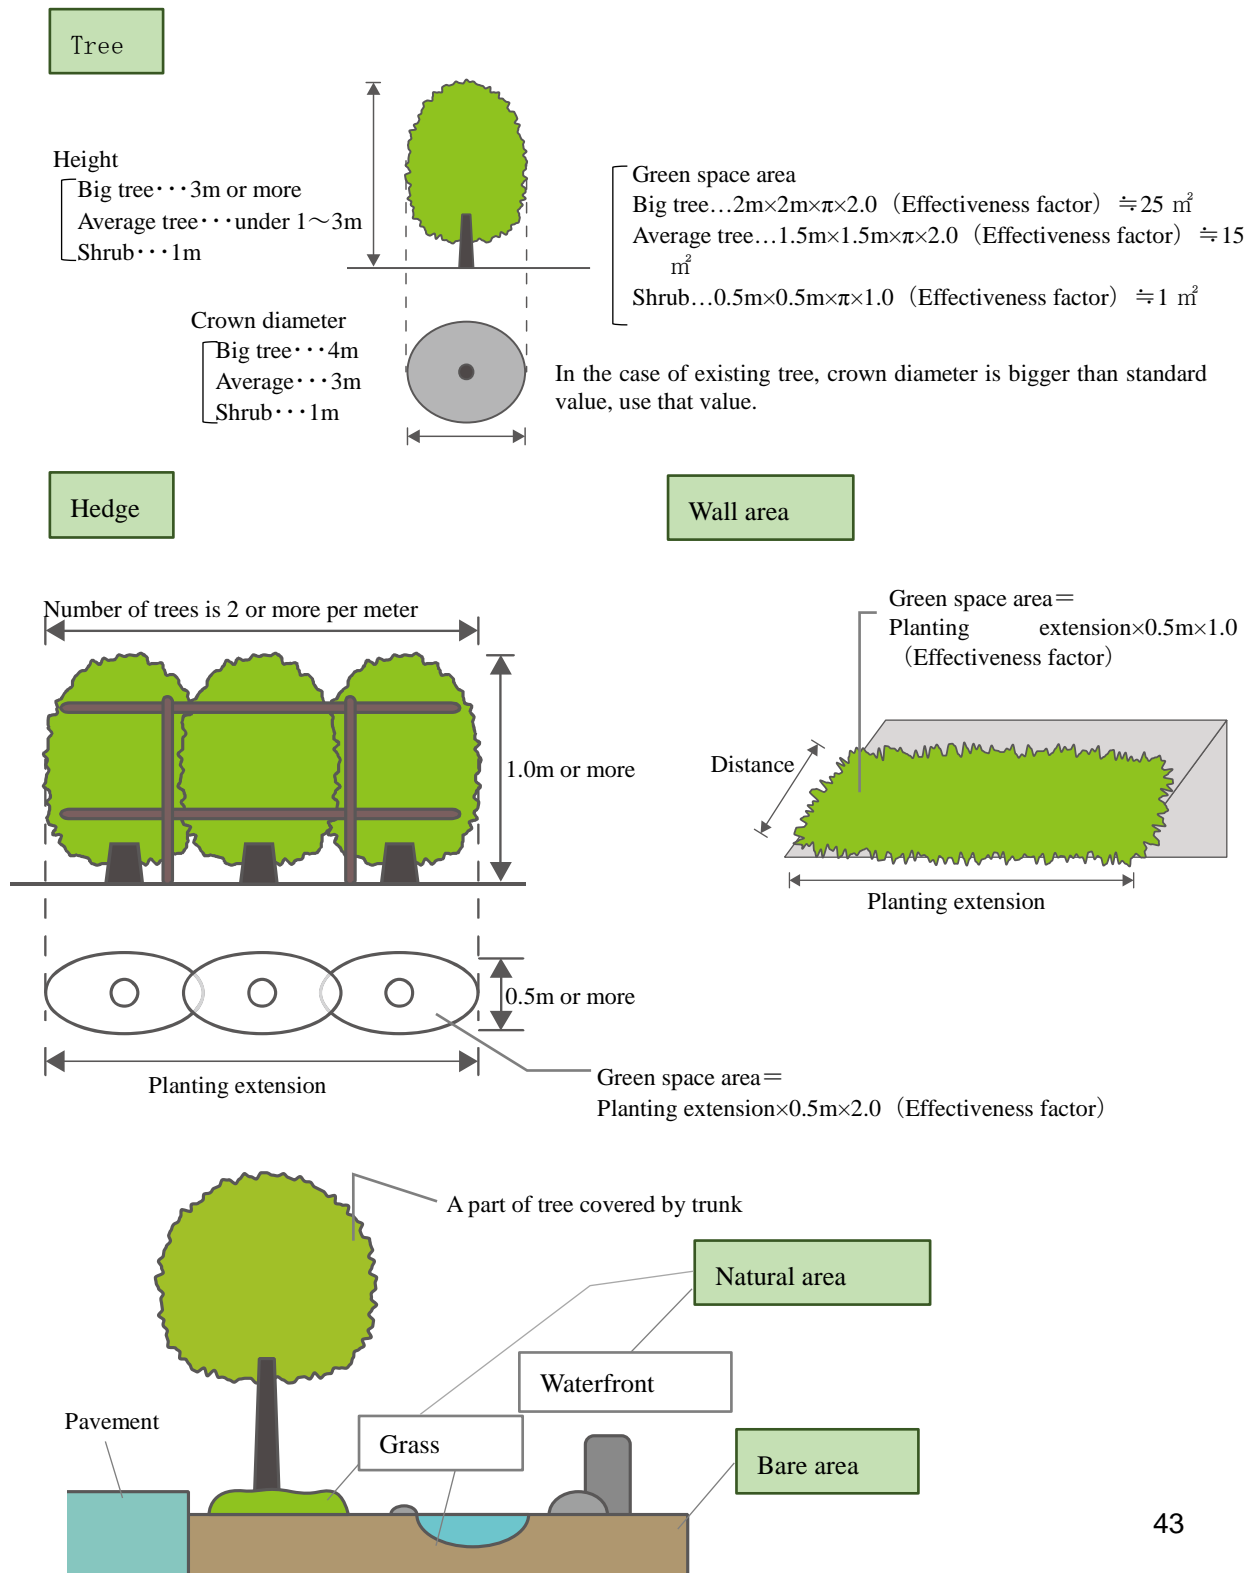 Tree
Height
Big tree･･･3m or more
Average tree･･･under 1～3m
Shrub･･･1m
Green space area
Big tree…2m×2m×π×2.0（Effectiveness factor）≒25 ㎡
Average tree…1.5m×1.5m×π×2.0（Effectiveness factor）≒15
㎡
Shrub…0.5m×0.5m×π×1.0（Effectiveness factor）≒1 ㎡
Crown diameter
Big tree･･･4m
Average･･･3m
Shrub･･･1m
In the case of existing tree, crown diameter is bigger than standard
value, use that value.
Hedge
Wall area
Number of trees is 2 or more per meter
1.0m or more
0.5m or more
Planting extension
Green space area＝
Planting extension×0.5m×2.0（Effectiveness factor）
Green space area＝
Planting extension×0.5m×1.0
（Effectiveness factor）
Distance
Planting extension
A part of tree covered by trunk
Natural area
Waterfront
Pavement
Grass
Bare area
43